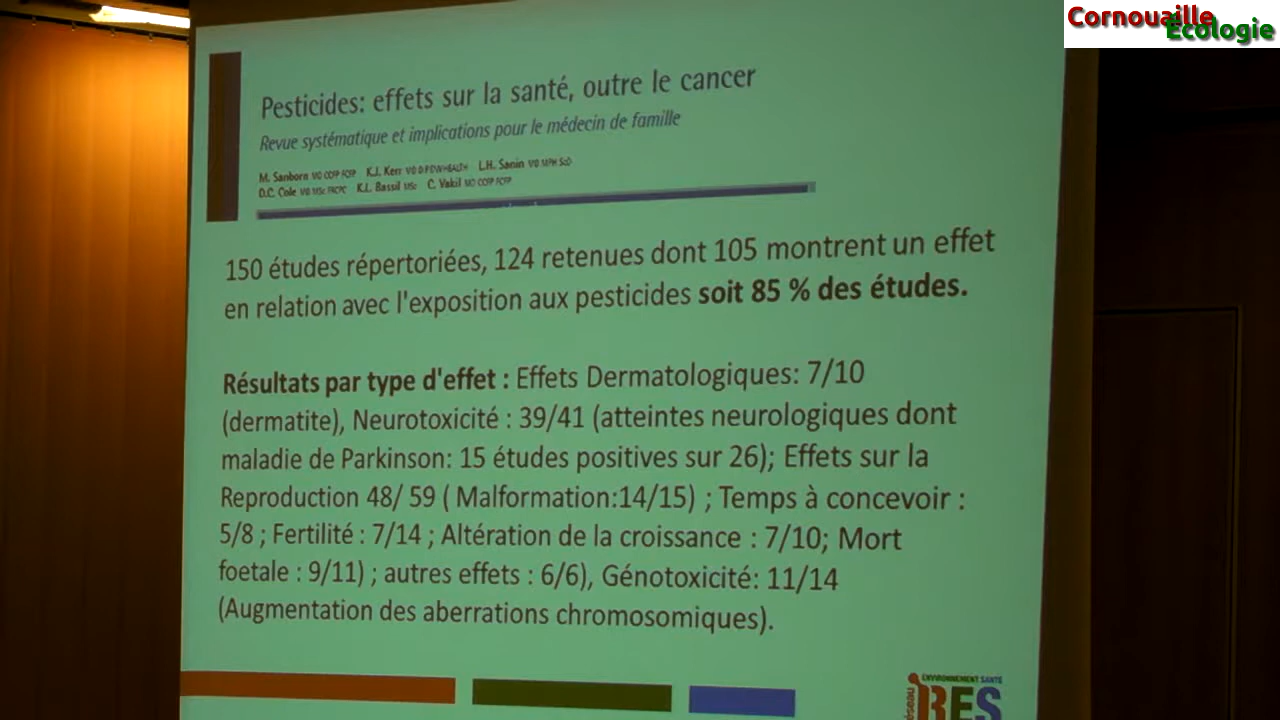 Cornouaille
Ecologie
Pesticides: effets sur la santé, outre le cancer
Revue systématique et implications pour le médecin de famille
M. Sanborn MD CCFP FCFP K.J. Kerr L.H. Sanin MPH ScD
D.C. Cole MD MSc FRCPC K.L. Bassil MSc C. Vakil MD CCFP FCFP
150 études répertoriées, 124 retenues dont 105 montrent un effet
en relation avec l'exposition aux pesticides soit 85 % des études.
Résultats par type d'effet : Effets Dermatologiques: 7/10
(dermatite), Neurotoxicité : 39/41 (atteintes neurologiques dont
maladie de Parkinson: 15 études positives sur 26); Effets sur la
Reproduction 48/ 59 ( Malformation:14/15) ; Temps à concevoir :
5/8 ; Fertilité : 7/14 ; Altération de la croissance : 7/10; Mort
foetale : 9/11) ; autres effets : 6/6), Génotoxicité: 11/14
(Augmentation des aberrations chromosomiques).
ENVIRONNEMENT SANTÉ
réseau RES